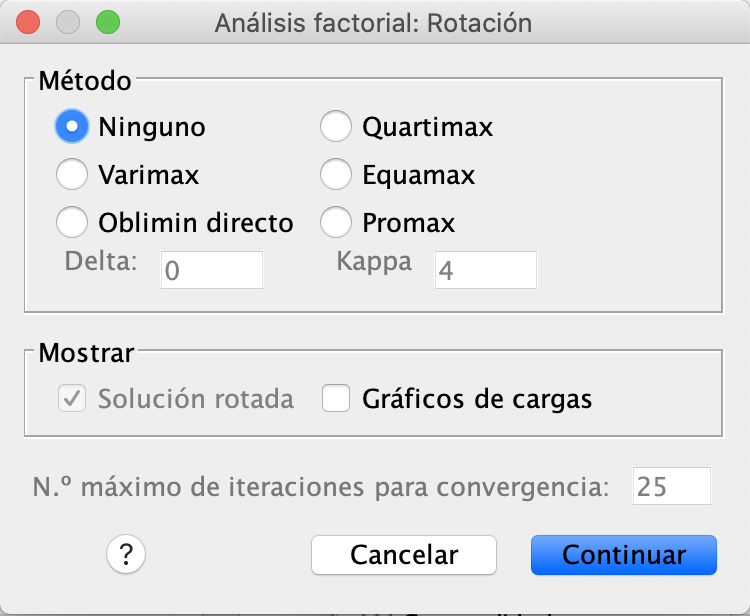 Análisis factorial: Rotación
Método
Ninguno Quartimax
Varimax Equamax
Oblimin directo Promax
Delta: 0 Kappa 4
Mostrar
Solución rotada Gráficos de cargas
N.º máximo de iteraciones para convergencia: 25
? Cancelar Continuar